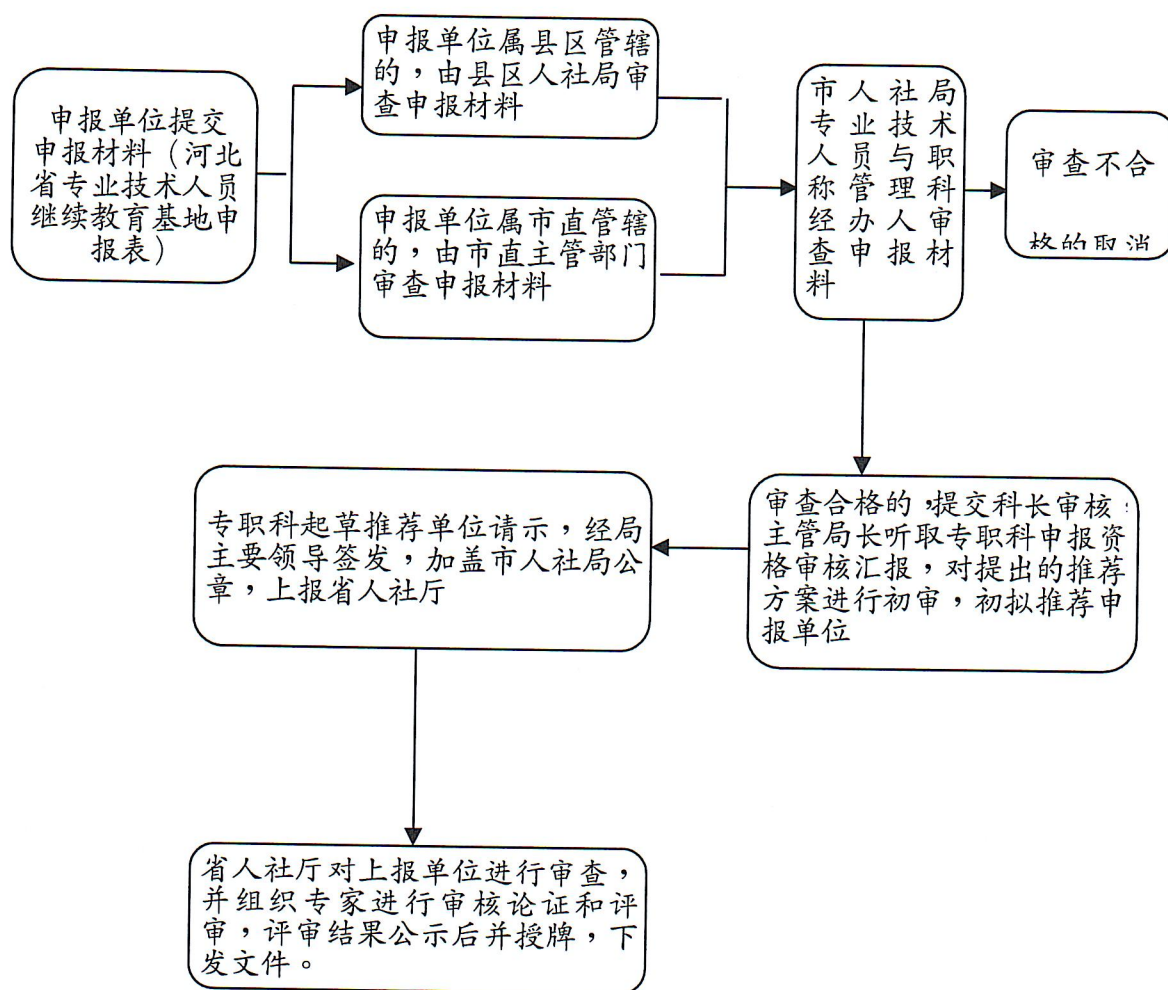 申报单位提交
申报材料（河北
省专业技术人员
继续教育基地申
报表）
申报单位属县区管辖
的，由县区人社局审
查申报材料
申报单位属市直管辖
的，由市直主管部门
审查申报材料
市人社局
专业技术
人员与职
称管理科
经办人审
查申报材
料
审查不合
格的取消
审查合格的，提交科长审核，
主管局长听取专职科申报资
格审核汇报，对提出的推荐
方案进行初审，初拟推荐申
报单位
专职科起草推荐单位请示，经局
主要领导签发，加盖市人社局公
章，上报省人社厅
省人社厅对上报单位进行审查，
并组织专家进行审核论证和评
审，评审结果公示后并授牌，下
发文件。